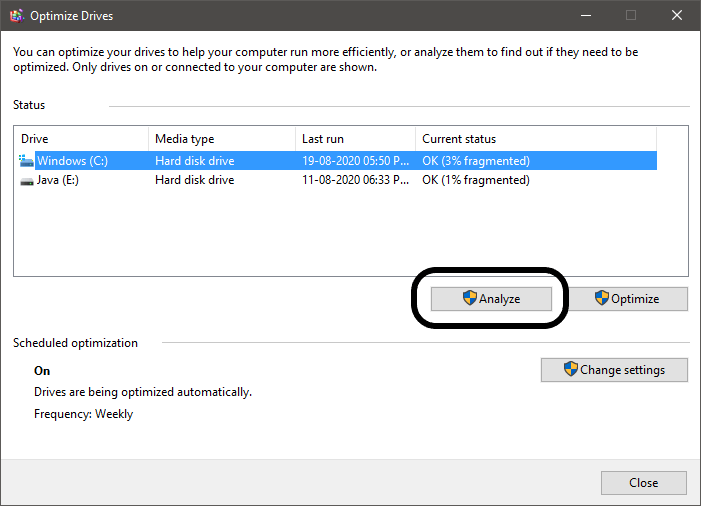 Optimize Drives
You can optimize your drives to help your computer run more efficiently, or analyze them to find out if they need to be
optimized. Only drives on or connected to your computer are shown.
Status
Drive Media type Last run Current status
Windows (C:) Hard disk drive 19-08-2020 05:50 P... OK (3% fragmented)
Java (E:) Hard disk drive 11-08-2020 06:33 P... OK (1% fragmented)
Analyze Optimize
Scheduled optimization
On Change settings
Drives are being optimized automatically.
Frequency: Weekly
Close